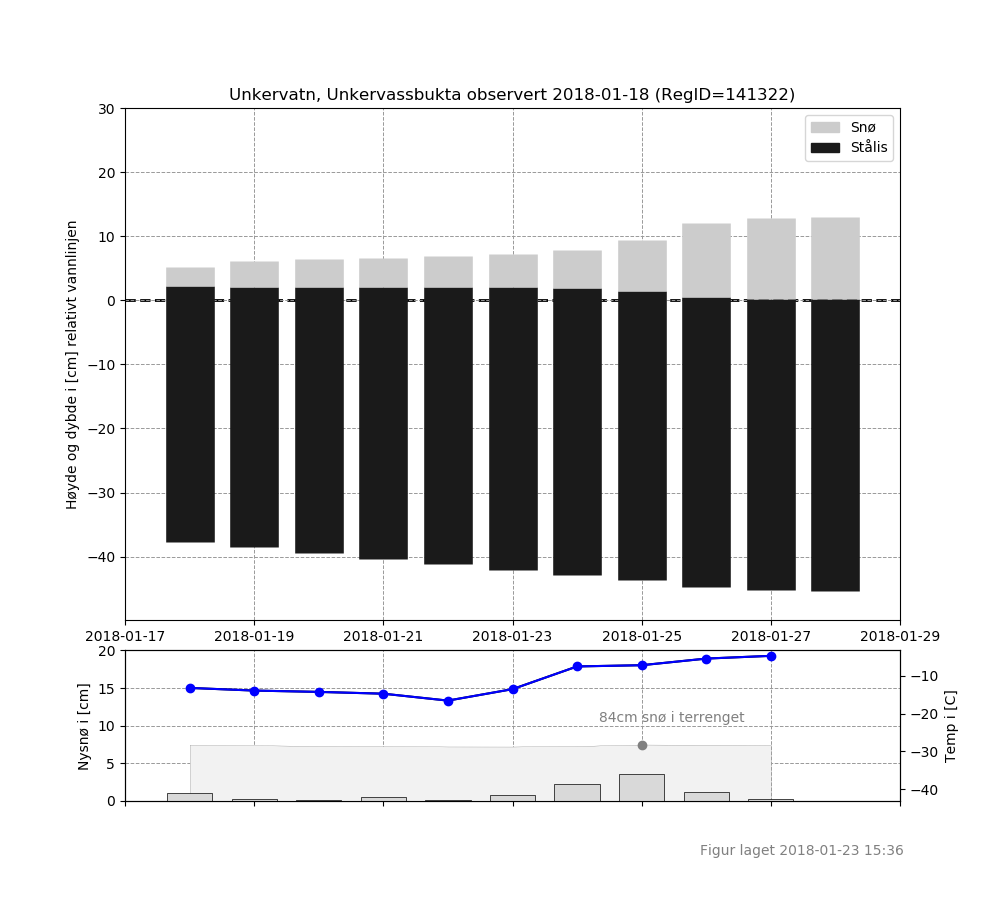 Unkervatn, Unkervassbukta observert 2018-01-18 (RegID=141322)
Snø
Stålis
Høyde og dybde i [cm] relativt vannlinjen
30
20
10
0
−10
−20
−30
−40
2018-01-17 2018-01-19 2018-01-21 2018-01-23 2018-01-25 2018-01-27 2018-01-29
Nysnø i [cm]
20
15
10
5
0
84cm snø i terrenget
−10
−20
−30
−40
Temp i [C]
Figur laget 2018-01-23 15:36